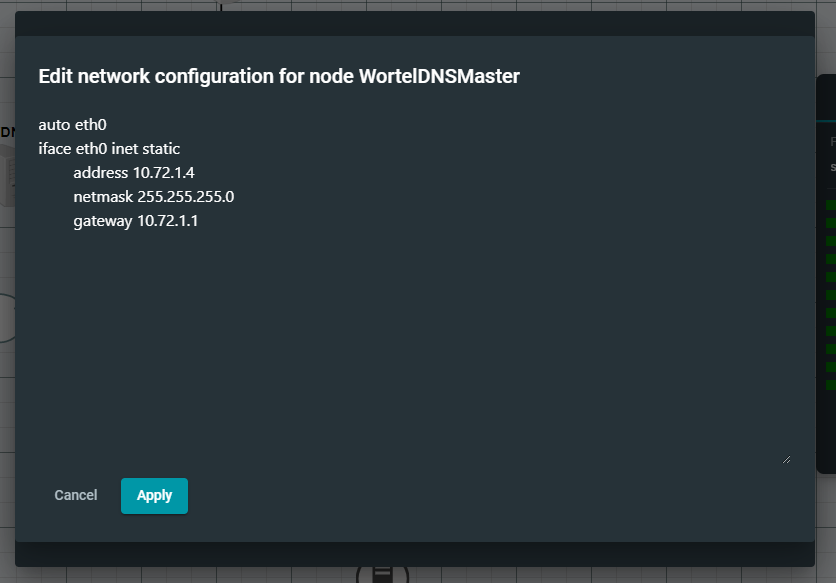 Edit network configuration for node WortelDNSMaster
auto eth0
iface eth0 inet static
address 10.72.1.4
netmask 255.255.255.0
gateway 10.72.1.1
Cancel
Apply